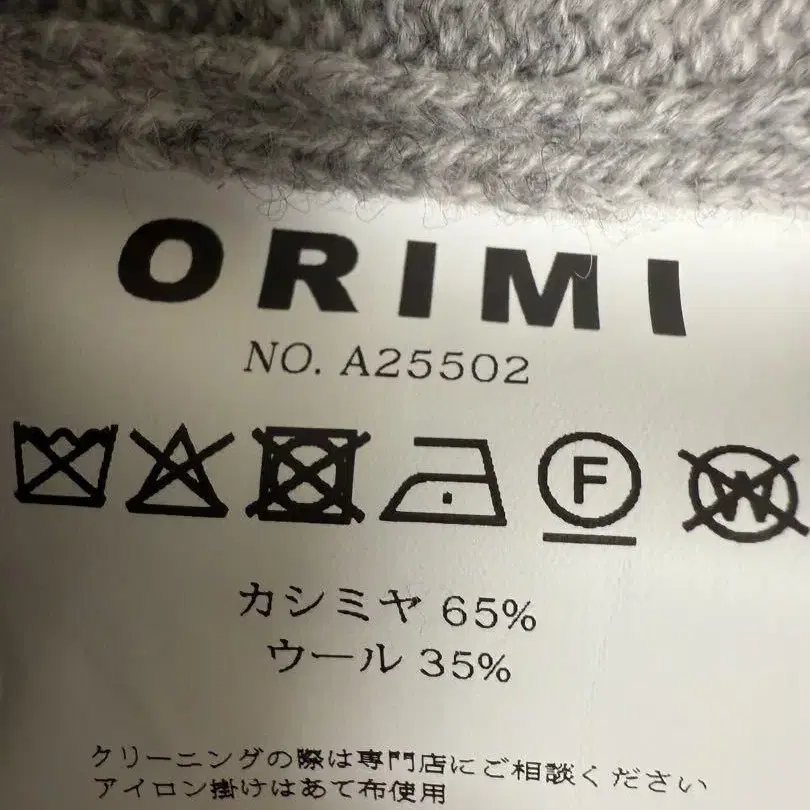 ORIMI
NO. A25502
F
W
カシミヤ 65%
ウール 35%
クリーニングの際は専門店にご相談ください
アイロン掛けはあて布使用